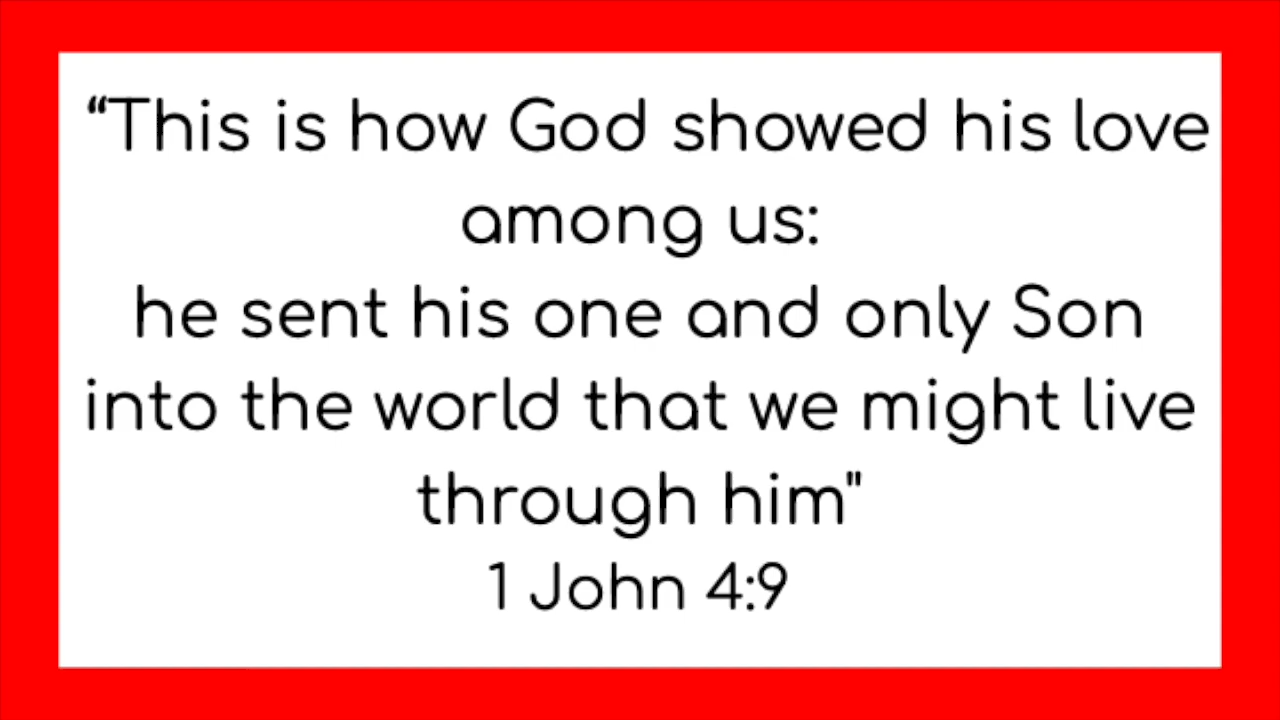 “This is how God showed his love
among us:
he sent his one and only Son
into the world that we might live
through him"
1 John 4:9